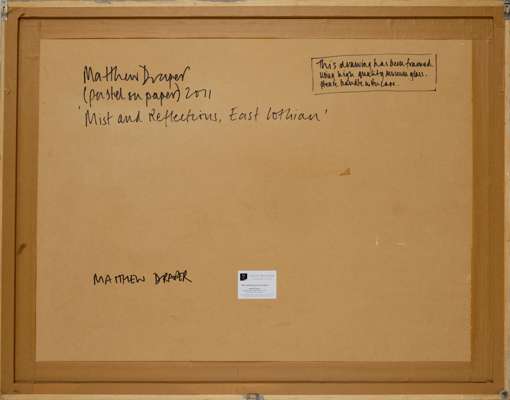 Matthew Draper
(pastel on paper) 2011
'Mist and Reflections, East Lothian'
This drawing has been framed
using high quality museum glass.
Please handle with care.
MATTHEW DRAPER